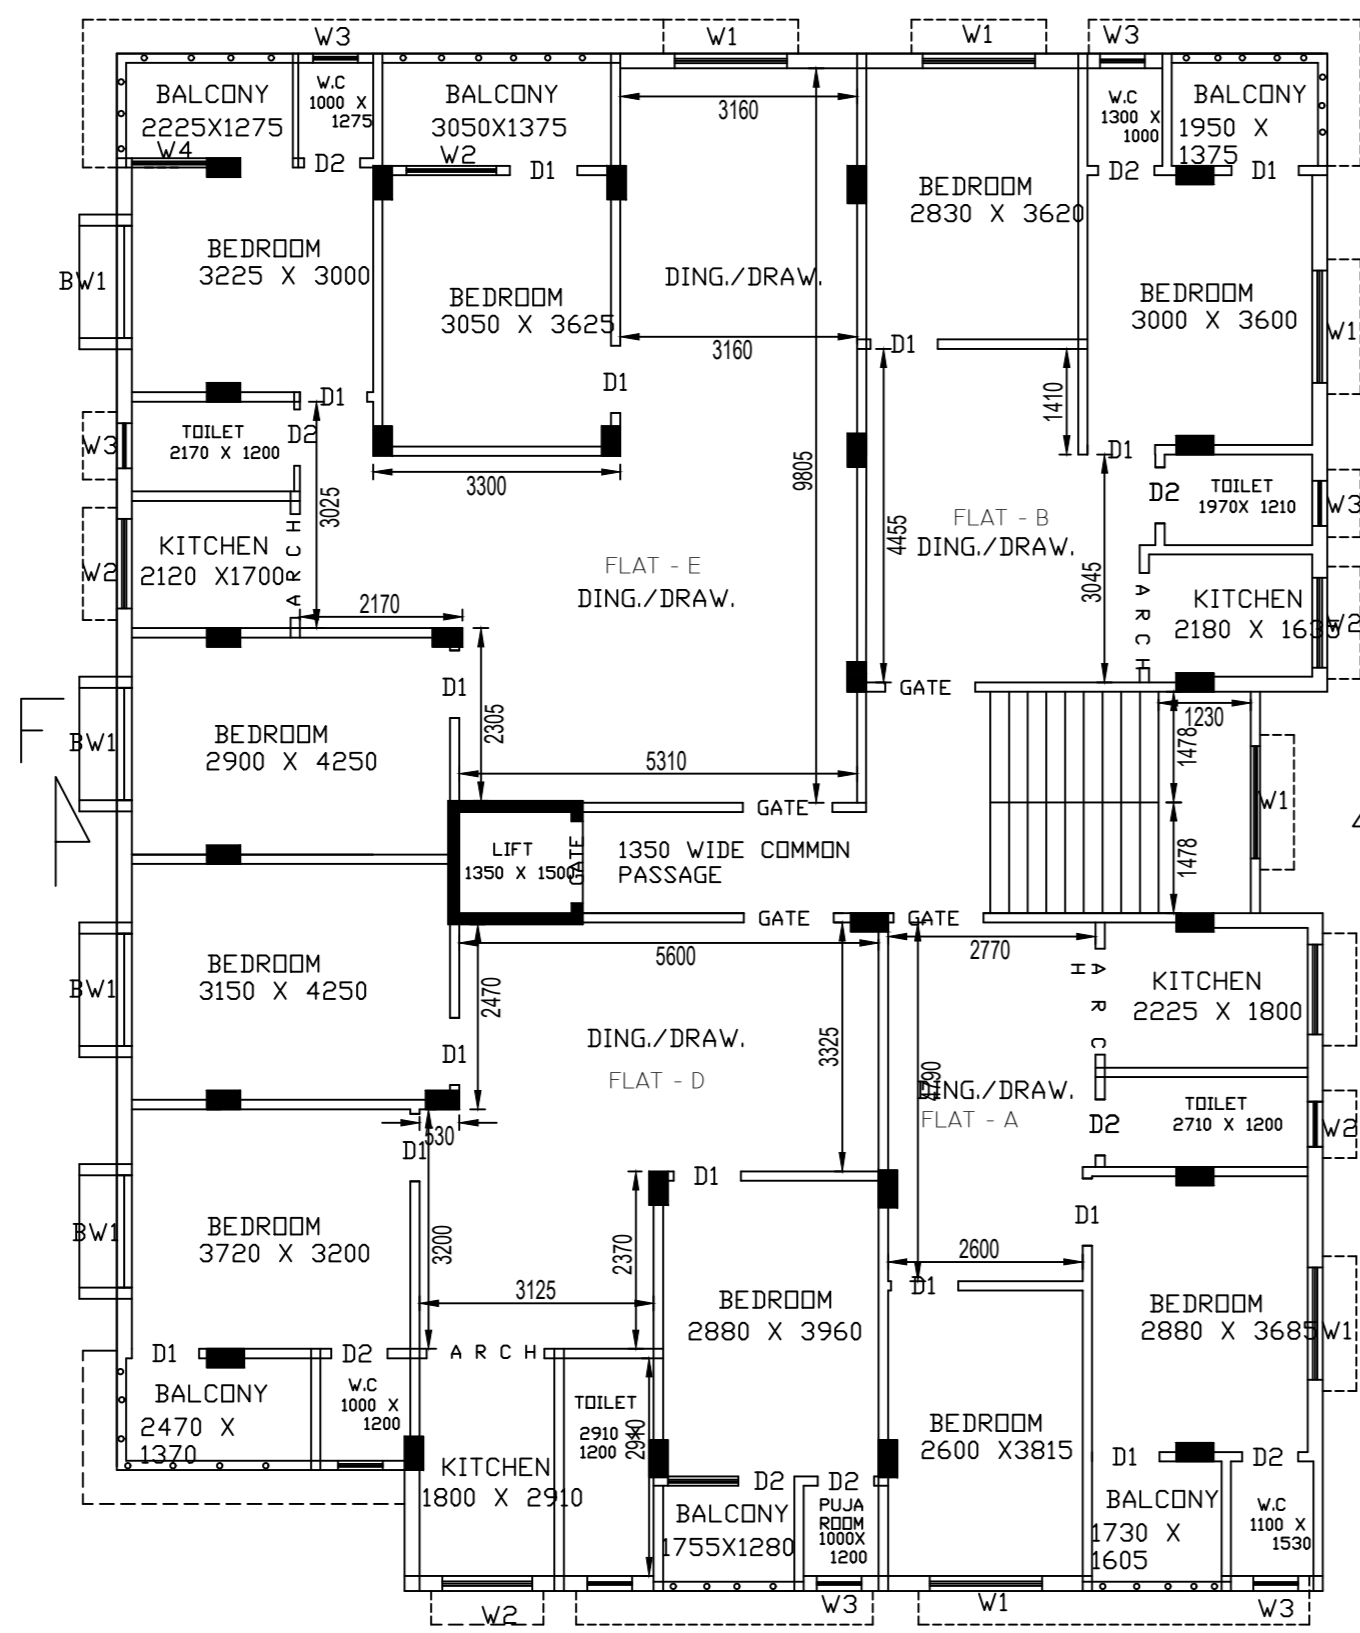 W3
W1
W1
W3
BALCONY
2225X1275
W4
W.C
1000 X
1275
D2
BALCONY
3050X1375
W2
D1
3160
W.C
1300 X
1000
D2
BALCONY
1950 X
1375
D1
BEDROOM
2830 X 3620
BW1
BEDROOM
3225 X 3000
BEDROOM
3050 X 3625
DING./DRAW.
3160
D1
BEDROOM
3000 X 3600
W1
D1
D1
1410
TOILET
2170 X 1200
D2
W3
3300
3025
9805
4455
D1
D2
TOILET
1970X 1210
W3
FLAT - B
DING./DRAW.
3045
KITCHEN
2120 X1700
ARCH
W2
2170
FLAT - E
DING./DRAW.
ARCH
KITCHEN
2180 X 1635
W2
D1
2305
GATE
1230
1478
F
BW1
BEDROOM
2900 X 4250
5310
GATE
W1
LIFT
1350 X 1500
GATE
1350 WIDE COMMON
PASSAGE
1478
GATE
GATE
5600
2770
BW1
BEDROOM
3150 X 4250
2470
D1
DING./DRAW.
FLAT - D
3325
ARCH
KITCHEN
2225 X 1800
4790
DING./DRAW.
FLAT - A
D2
TOILET
2710 X 1200
W2
530
D1
D1
D1
BW1
BEDROOM
3720 X 3200
3200
2370
3125
2600
D1
BEDROOM
2880 X 3960
BEDROOM
2880 X 3685
W1
D1
D2
ARCH
BALCONY
2470 X
1370
W.C
1000 X
1200
TOILET
2910 X
1200
2910
KITCHEN
1800 X 2910
BEDROOM
2600 X3815
D2
D2
D1
D2
BALCONY
1755X1280
PUJA
ROOM
1000X
1200
BALCONY
1730 X
1605
W.C
1100 X
1530
W2
W3
W1
W3